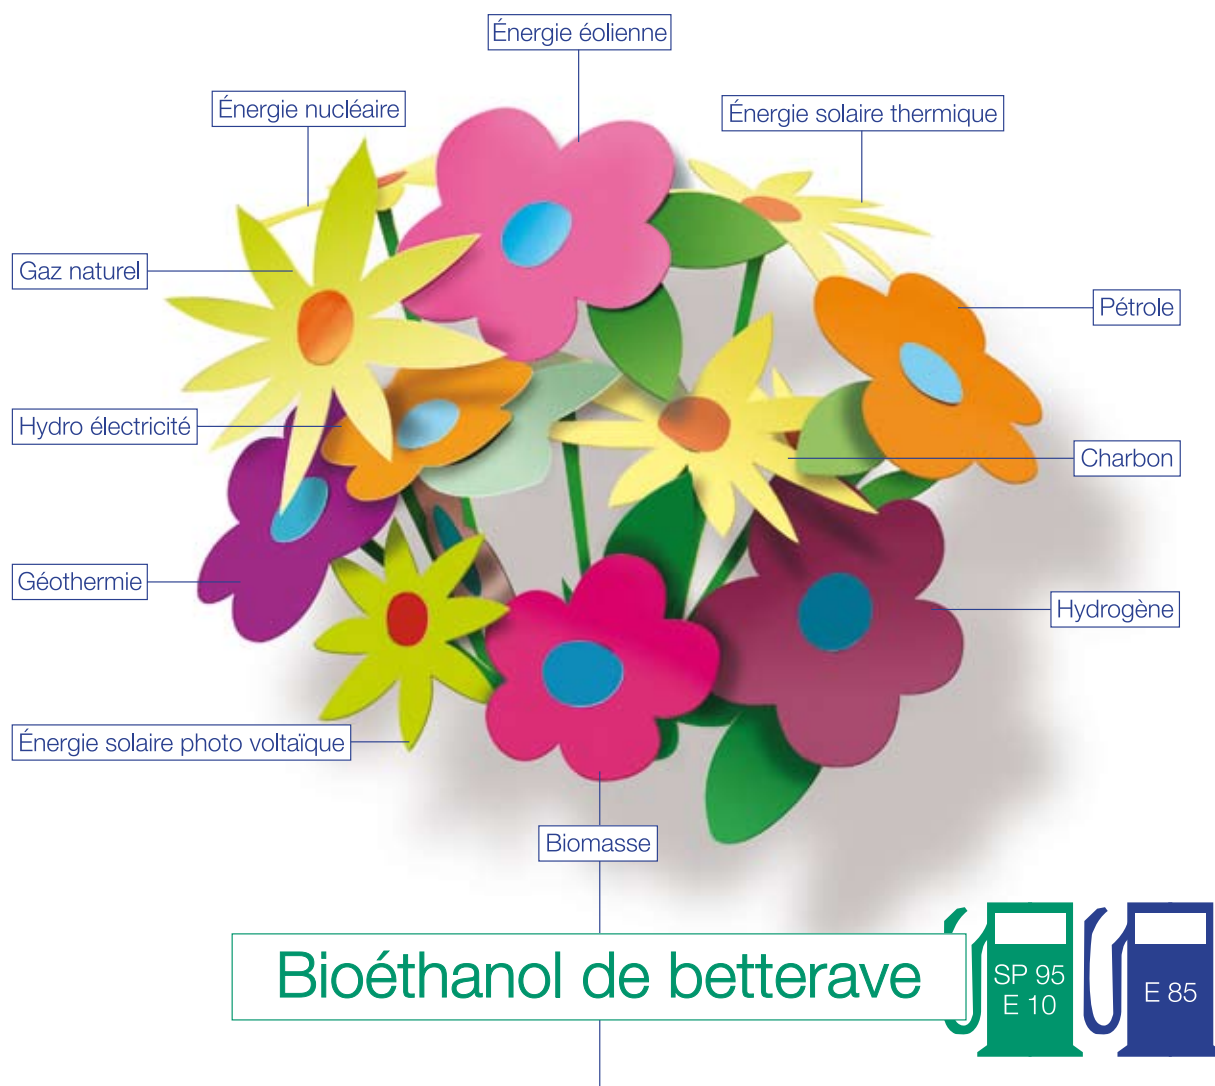 Énergie éolienne
Énergie nucléaire
Énergie solaire thermique
Gaz naturel
Pétrole
Hydro électricité
Charbon
Géothermie
Hydrogène
Énergie solaire photo voltaïque
Biomasse
Bioéthanol de betterave
SP 95
E 10
E 85